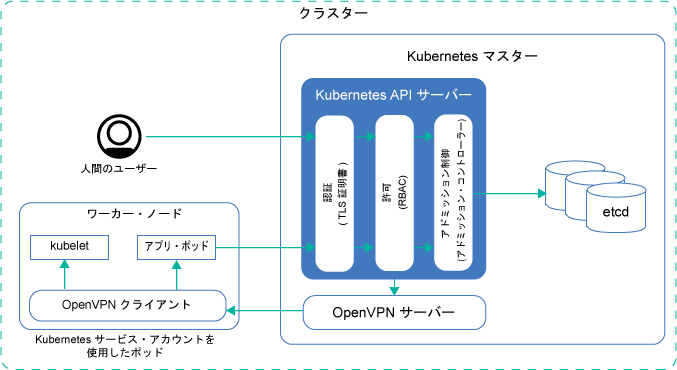 クラスター
Kubernetes マスター
Kubernetes API サーバー
人間のユーザー
認証
(TLS 証明書)
許可
(RBAC)
アドミッション制御
(アドミッション・コントローラー)
etcd
ワーカー・ノード
kubelet
アプリ・ポッド
OpenVPN クライアント
OpenVPN サーバー
Kubernetes サービス・アカウントを
使用したポッド